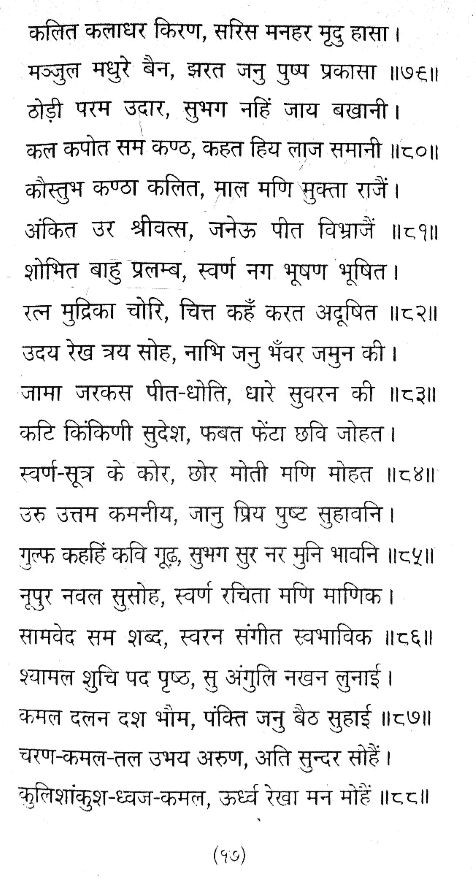 कलित कलाधर किरण, सरिस मनहर मृदु हासा ।
मञ्जुल मधुरे बैन, झरत जनु पुष्प प्रकासा ॥७९॥
ठोड़ी परम उदार, सुभग नहिं जाय बखानी ।
कल कपोत सम कण्ठ, कहत हिय लाज समानी ॥८०॥
कौस्तुभ कण्ठा कलित, माल मणि मुक्ता राजैं ।
अंकित उर श्रीवत्स, जनेऊ पीत विभ्राजैं ॥८१॥
शोभित बाहु प्रलम्ब, स्वर्ण नग भूषण भूषित ।
रत्न मुद्रिका चोरि, चित्त कहँ करत अदूषित ॥८२॥
उदय रेख त्रय सोह, नाभि जनु भँवर जमुन की ।
जामा जरकस पीत-धोति, धारे सुवरन की ॥८३॥
कटि किंकिणी सुदेश, फबत फेंटा छवि जोहत ।
स्वर्ण-सूत्र के कोर, छोर मोती मणि मोहत ॥८४॥
उरु उत्तम कमनीय, जानु प्रिय पुष्ट सुहावनि ।
गुल्फ कहहिं कवि गूढ़, सुभग सुर नर मुनि भावनि ॥८५॥
नूपुर नवल सुसोह, स्वर्ण रचिता मणि माणिक ।
सामवेद सम शब्द, स्वरन संगीत स्वभाविक ॥८६॥
श्यामल शुचि पद पृष्ठ, सु अंगुलि नखन लुनाई ।
कमल दलन दश भौम, पंक्ति जनु बैठ सुहाई ॥८७॥
चरण-कमल-तल उभय अरुण, अति सुन्दर सोहैं ।
कुलिशांकुश-ध्वज-कमल, ऊर्ध्व रेखा मन मोहैं ॥८८॥
(१७)